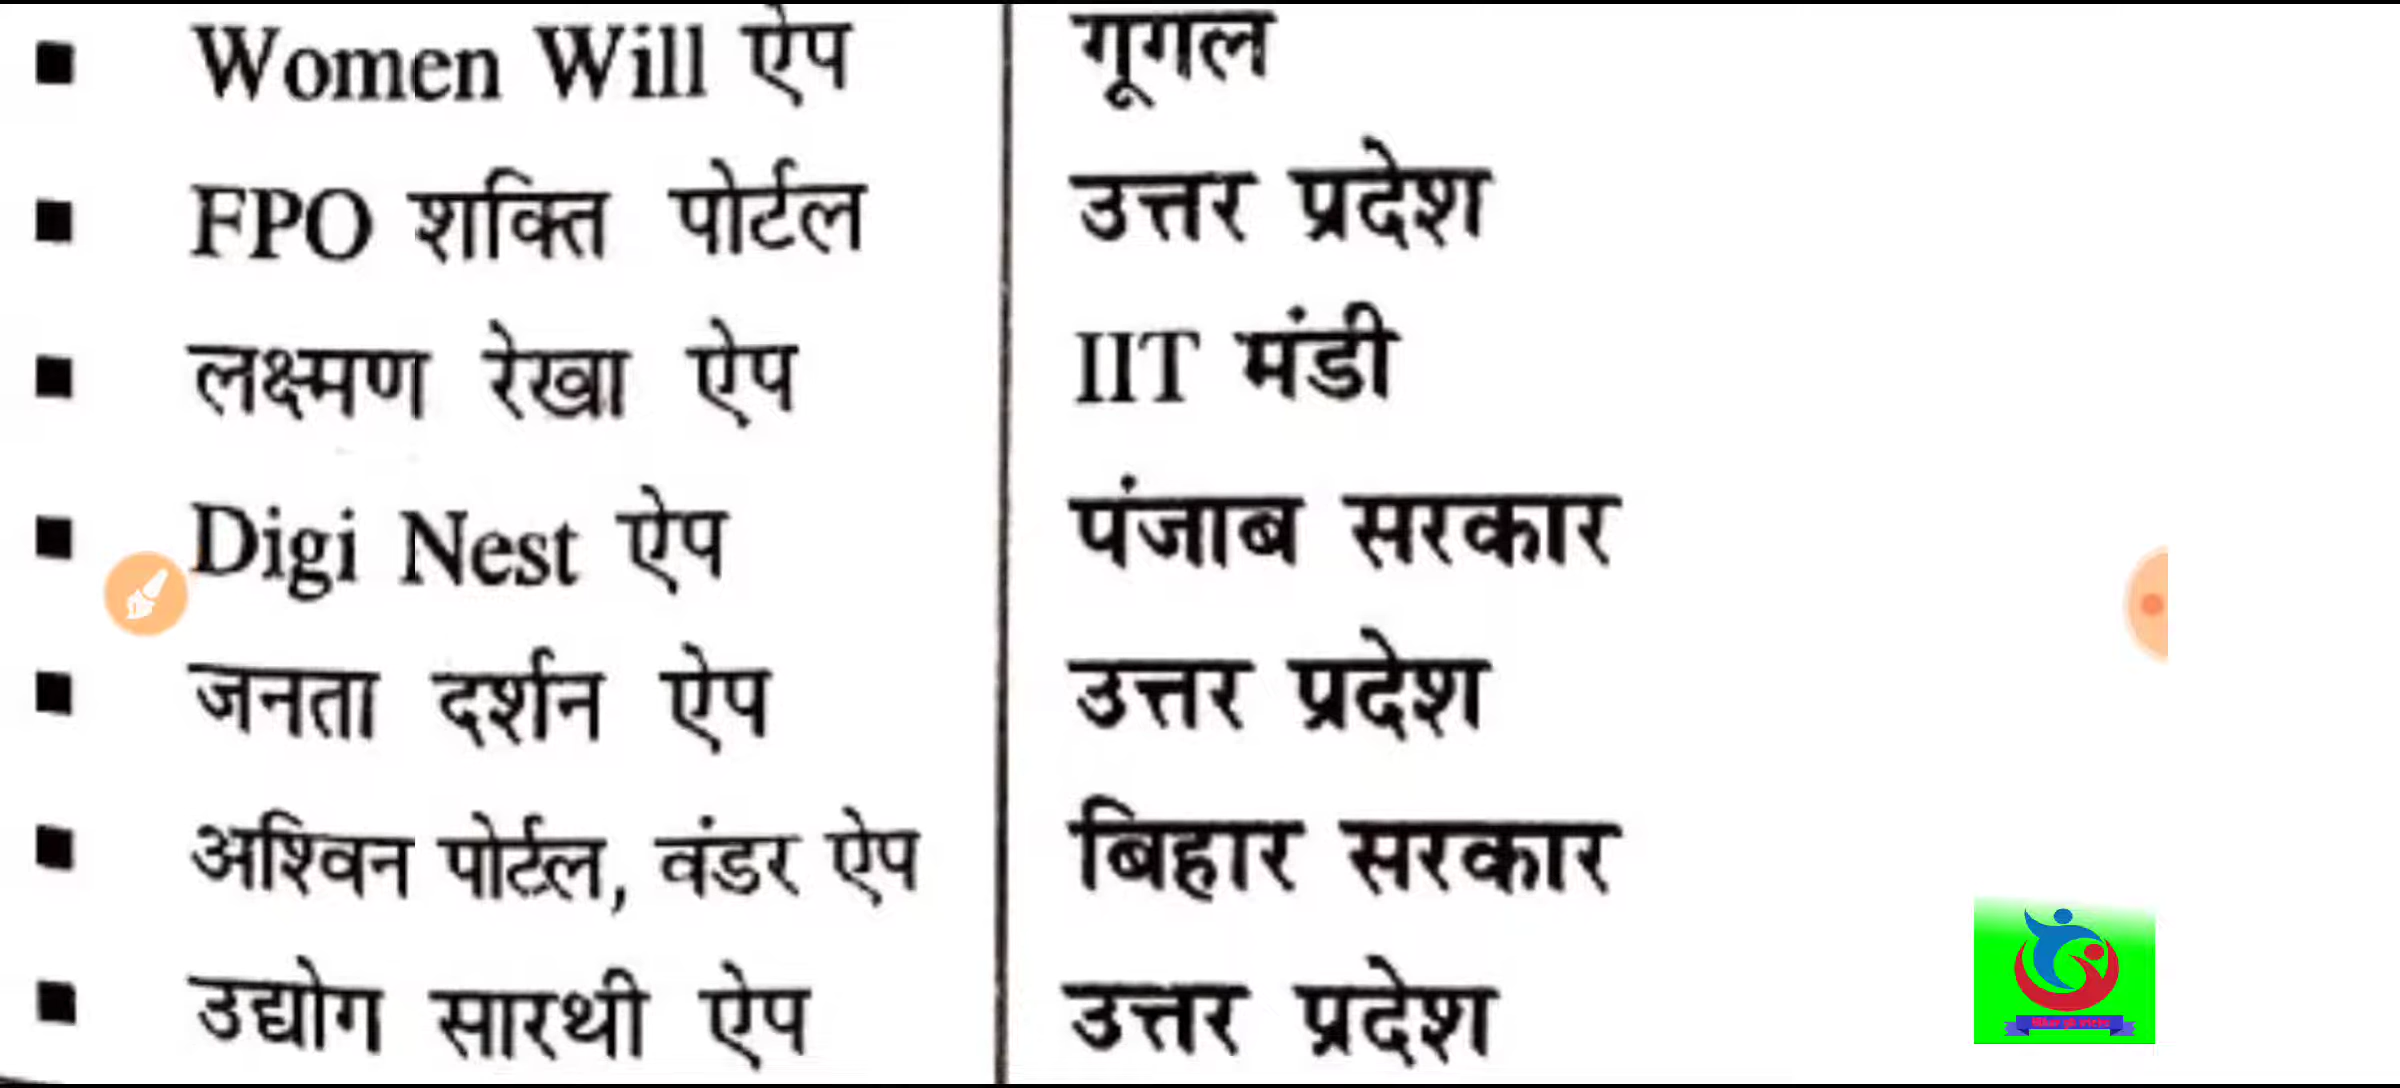 ■ Women Will ऐप गूगल
■ FPO शक्ति पोर्टल उत्तर प्रदेश
■ लक्ष्मण रेखा ऐप IIT मंडी
■ Digi Nest ऐप पंजाब सरकार
■ जनता दर्शन ऐप उत्तर प्रदेश
■ अश्विन पोर्टल, वंडर ऐप बिहार सरकार
■ उद्योग सारथी ऐप उत्तर प्रदेश